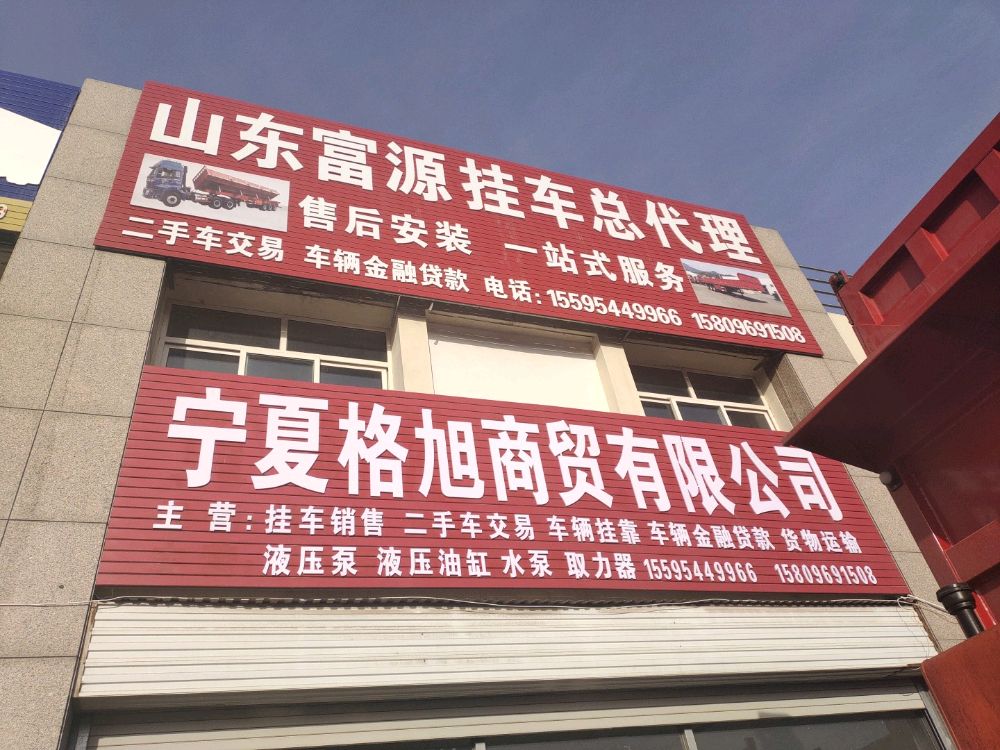 山东富源挂车总代理
售后安装 一站式服务
二手车交易 车辆金融贷款 电话:15595449966 15809691508
宁夏格旭商贸有限公司
主营:挂车销售 二手车交易 车辆挂靠 车辆金融贷款 货物运输
液压泵 液压油缸 水泵 取力器 15595449966 15809691508